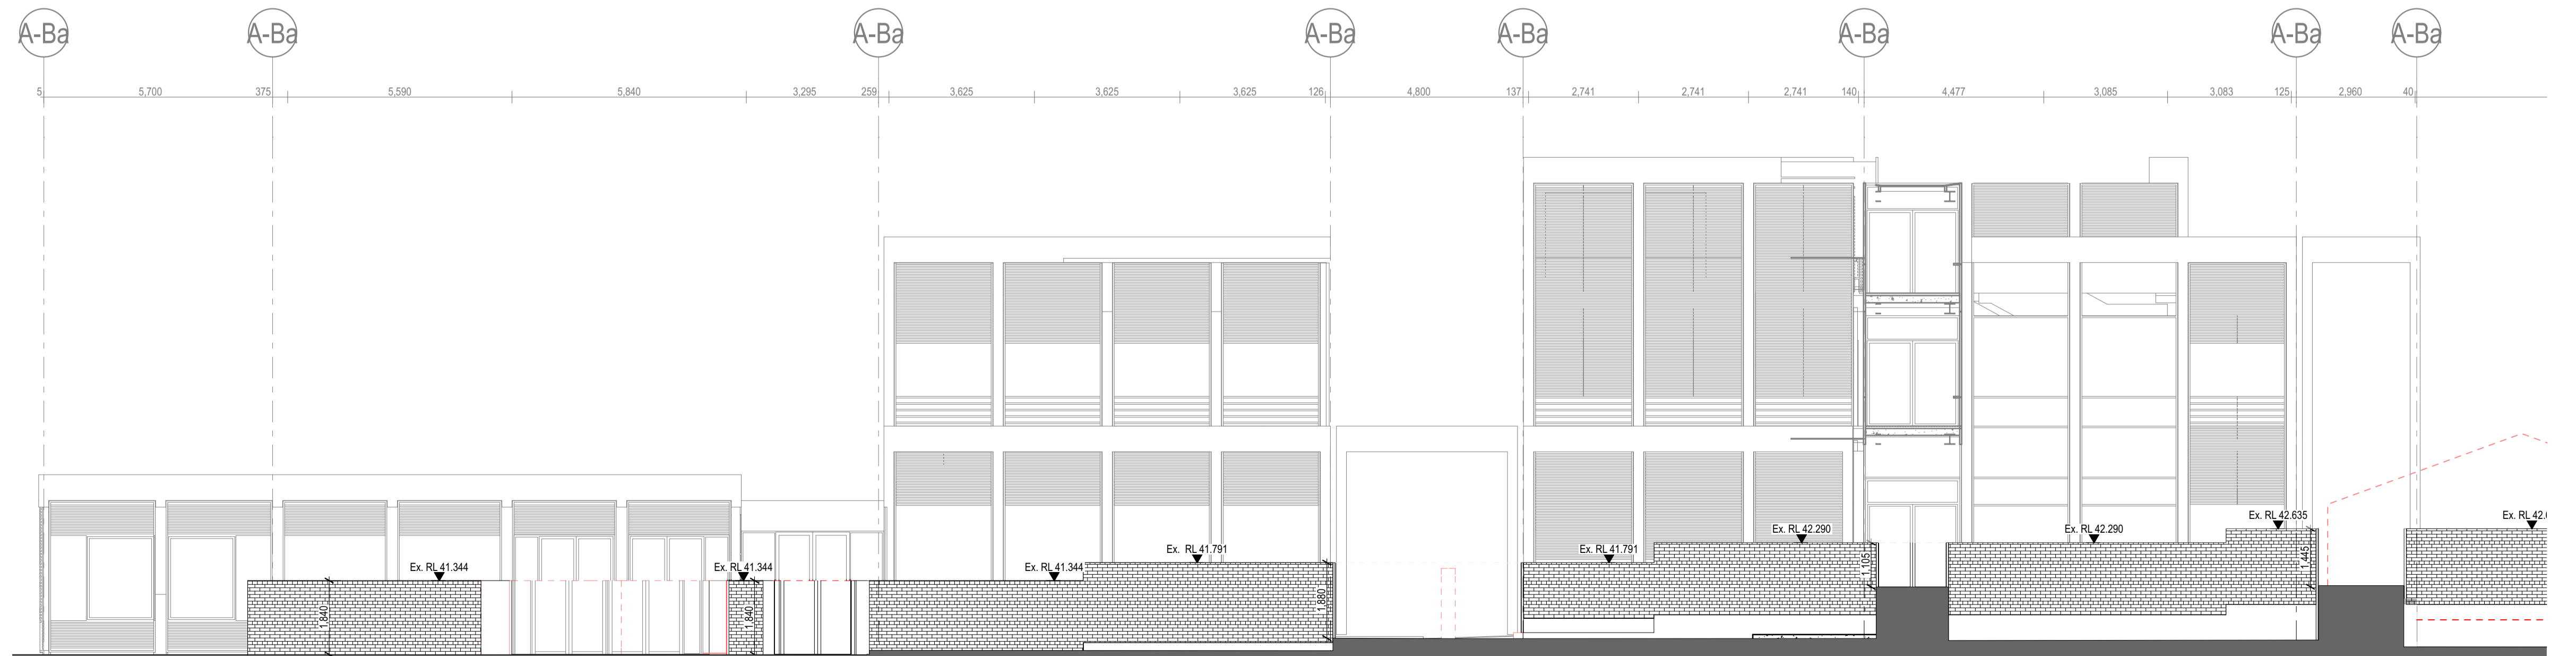 A-Ba A-Ba A-Ba A-Ba A-Ba A-Ba A-Ba A-Ba
5 5,700 375 5,590 5,840 3,295 259 3,625 3,625 3,625 126 4,800 137 2,741 2,741 2,741 140 4,477 3,085 3,083 125 2,960 40
Ex. RL 42.635
Ex. RL 42.290 Ex. RL 42.290
Ex. RL 41.791 Ex. RL 41.791
Ex. RL 41.344 Ex. RL 41.344 Ex. RL 41.344
1,840 1,840 1,880 1,105 1,445
Ex. RL 42.